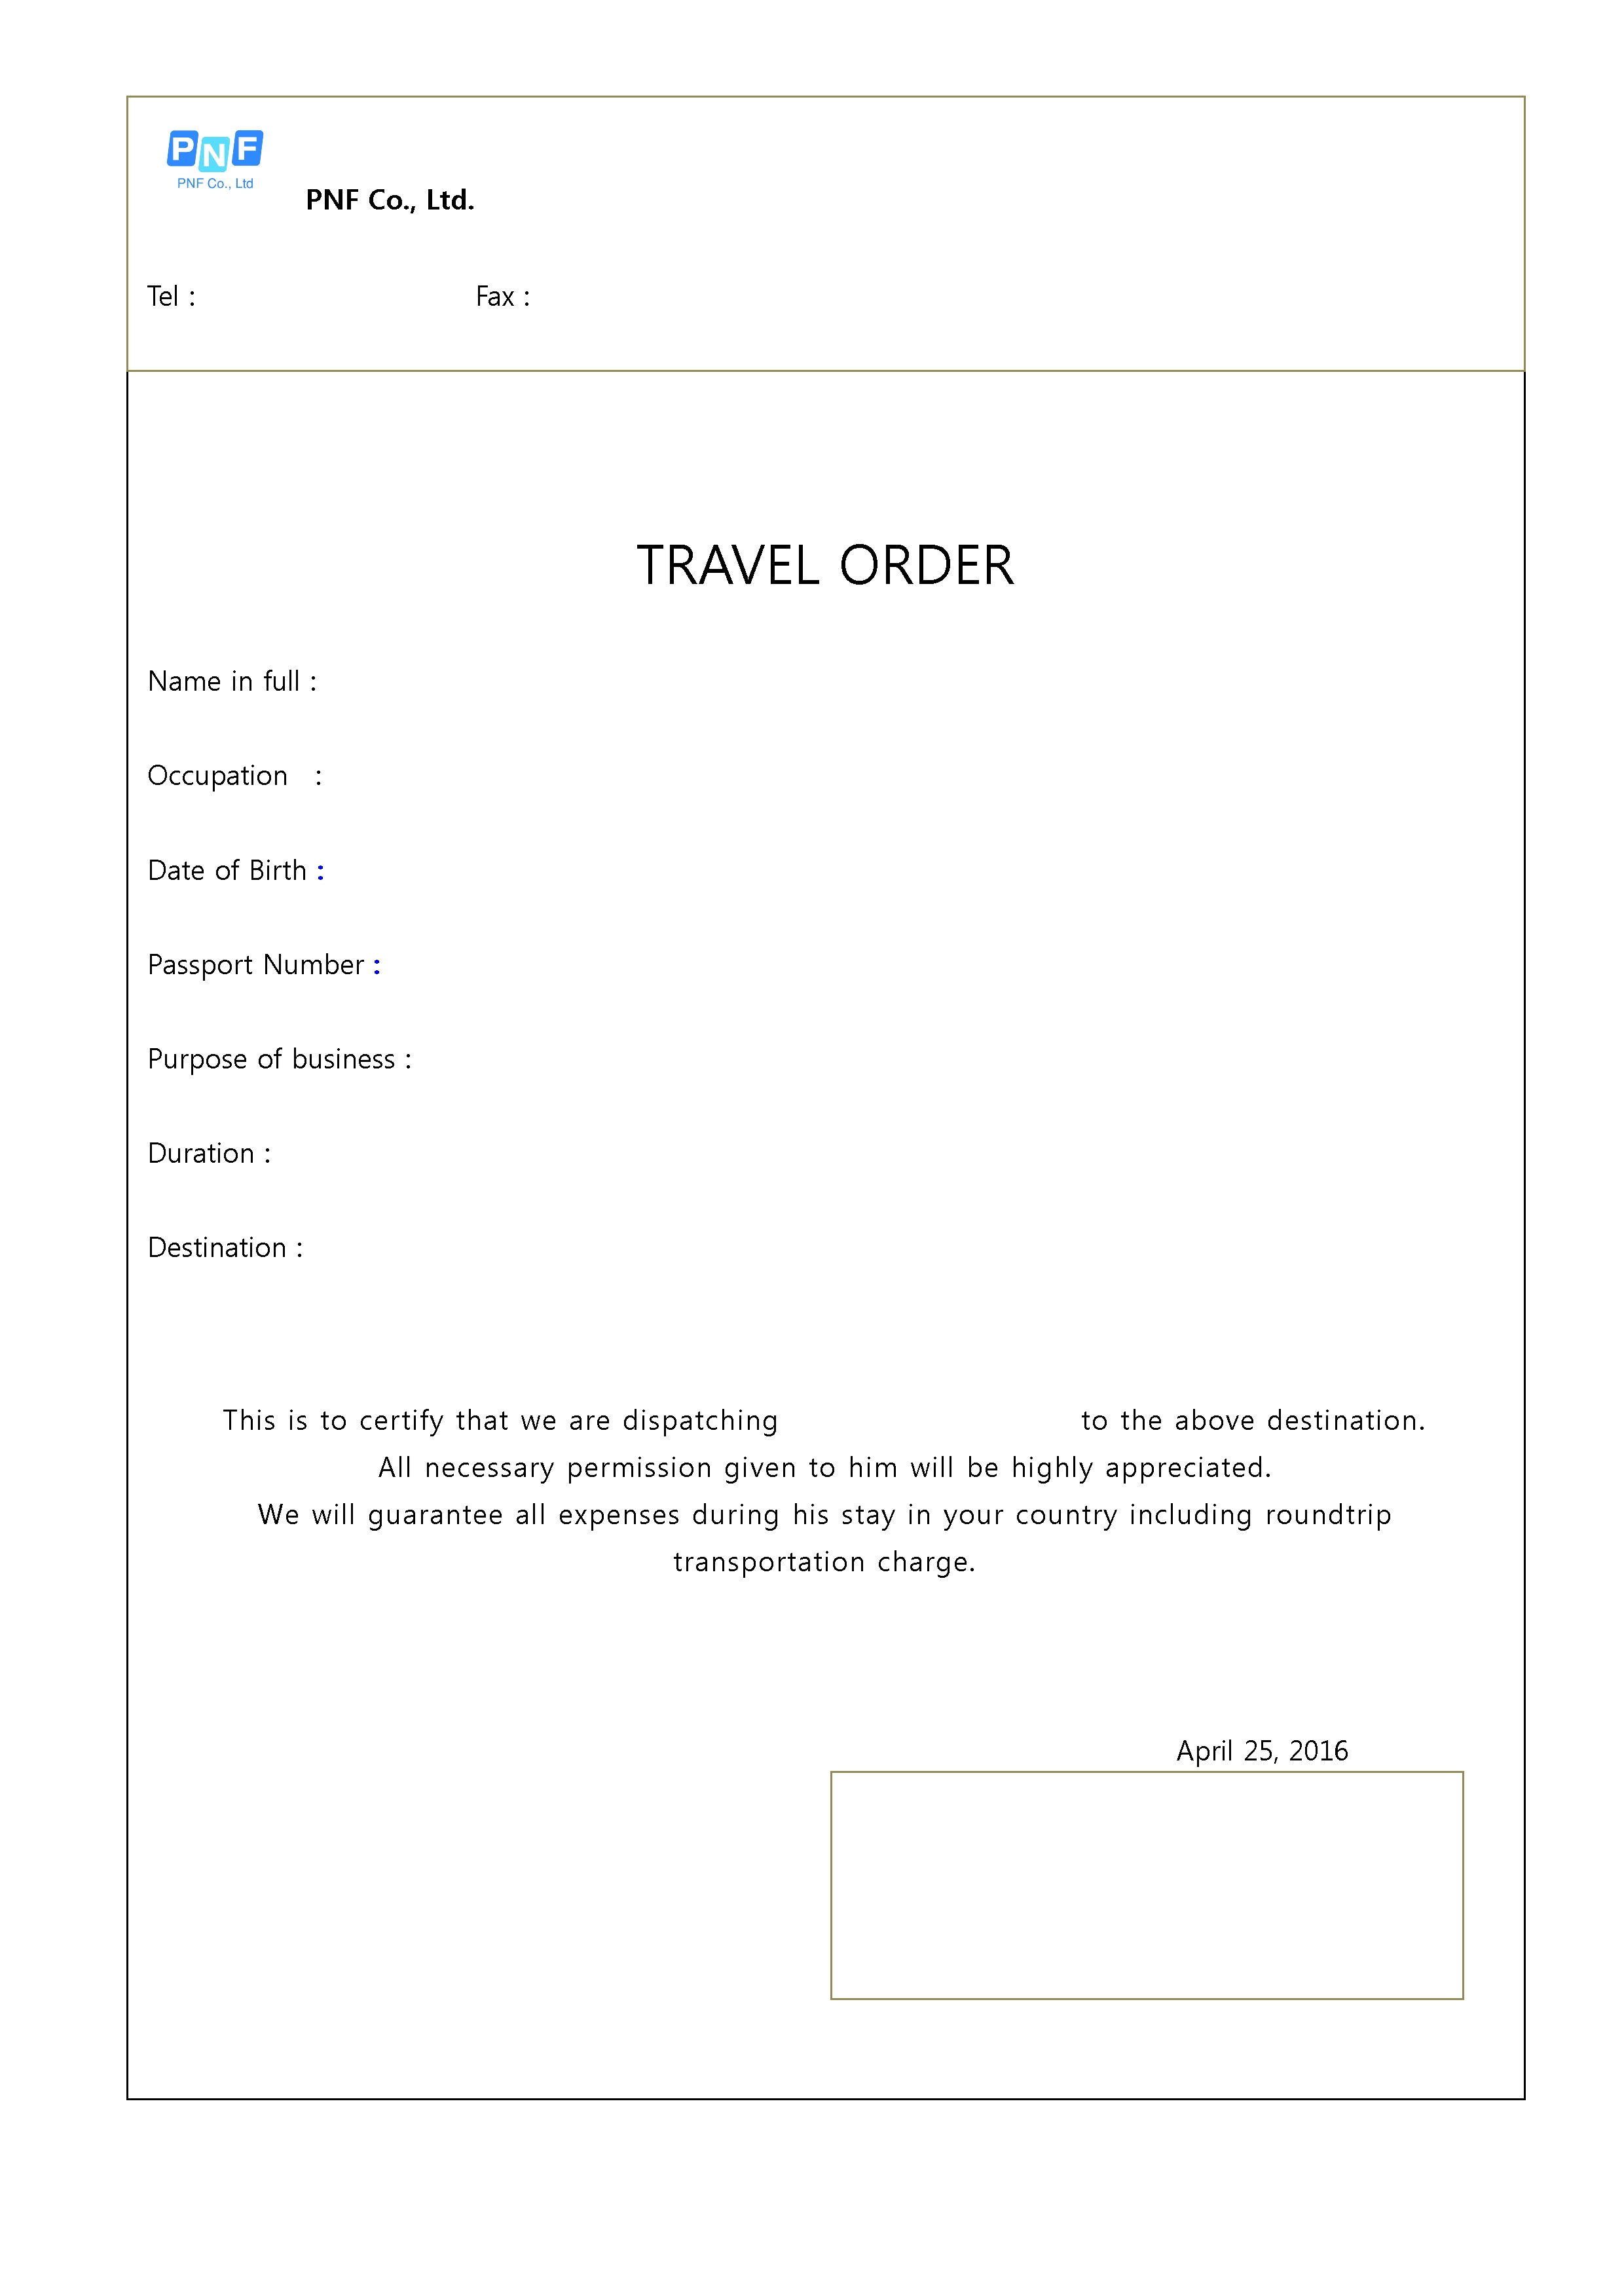 PNF
PNF Co., Ltd
PNF Co., Ltd.
Tel : Fax :
TRAVEL ORDER
Name in full :
Occupation :
Date of Birth :
Passport Number :
Purpose of business :
Duration :
Destination :
This is to certify that we are dispatching to the above destination.
All necessary permission given to him will be highly appreciated.
We will guarantee all expenses during his stay in your country including roundtrip
transportation charge.
April 25, 2016